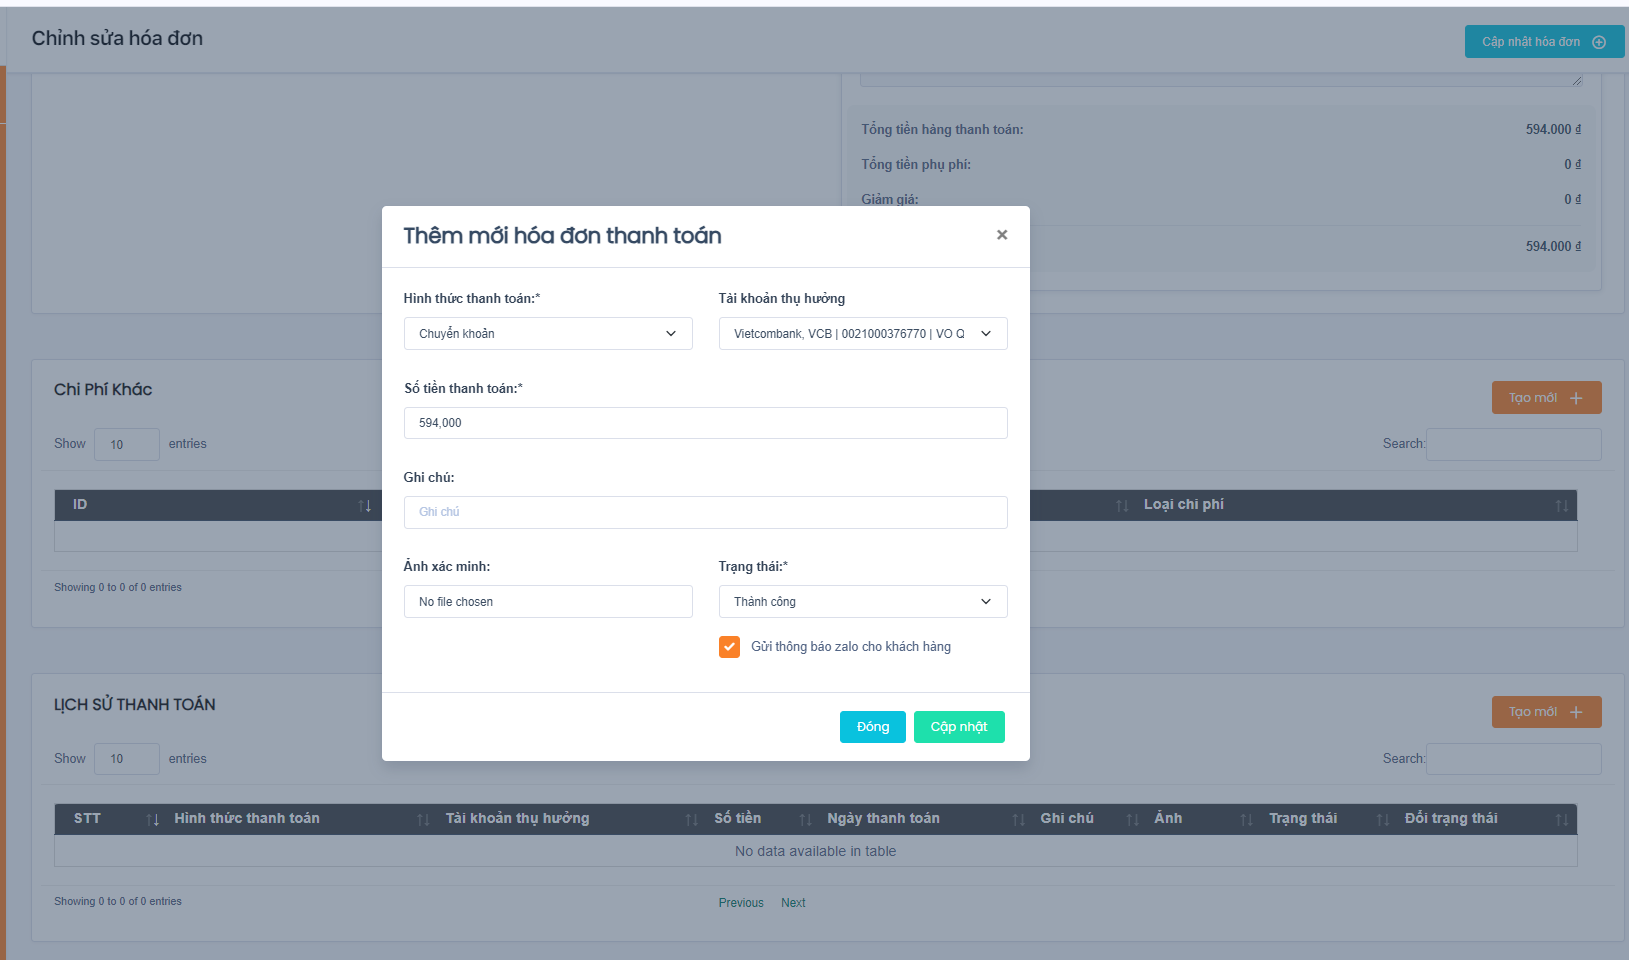 Chỉnh sửa hóa đơn
Cập nhật hóa đơn
Tổng tiền hàng thanh toán: 594.000 ₫
Tổng tiền phụ phí: 0 ₫
Giảm giá: 0 ₫
594.000 ₫
Thêm mới hóa đơn thanh toán ×
Hình thức thanh toán:* Tài khoản thụ hưởng
Chuyển khoản Vietcombank, VCB | 0021000376770 | VO Q
Số tiền thanh toán:*
594,000
Ghi chú:
Ghi chú
Ảnh xác minh: Trạng thái:*
No file chosen Thành công
Gửi thông báo zalo cho khách hàng
Đóng Cập nhật
Chi Phí Khác Tạo mới
Show 10 entries Search:
ID Loại chi phí
Showing 0 to 0 of 0 entries
LỊCH SỬ THANH TOÁN Tạo mới
Show 10 entries Search:
STT Hình thức thanh toán Tài khoản thụ hưởng Số tiền Ngày thanh toán Ghi chú Ảnh Trạng thái Đổi trạng thái
No data available in table
Showing 0 to 0 of 0 entries Previous Next